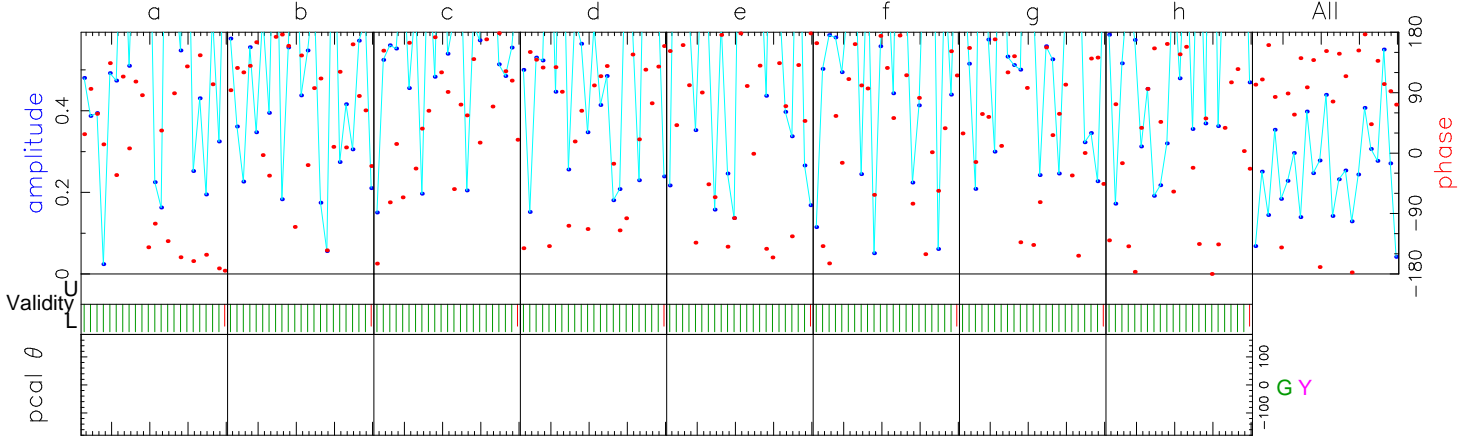 a b c d e f g h All
amplitude
0.4
0.2
0
180
90
0
−90
−180
phase
Validity
U
L
pcal θ
100
0
−100
G Y